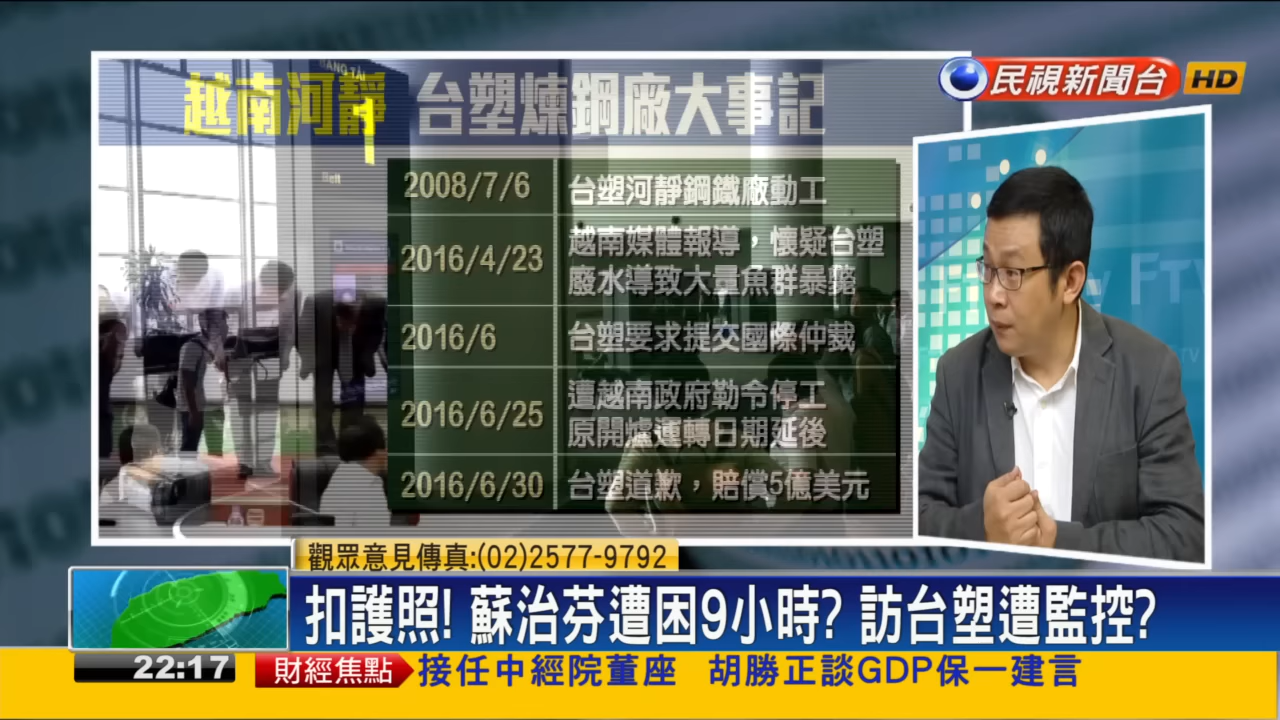 越南河靜 台塑煉鋼廠大事記
民視新聞台 HD
2008/7/6 台塑河靜鋼鐵廠動工
2016/4/23 越南媒體報導，懷疑台塑
廢水導致大量魚群暴斃
2016/6 台塑要求提交國際仲裁
2016/6/25 遭越南政府勒令停工
原開爐運轉日期延後
2016/6/30 台塑道歉，賠償5億美元
觀眾意見傳真:(02)2577-9792
扣護照! 蘇治芬遭困9小時? 訪台塑遭監控?
22:17 財經焦點 接任中經院董座 胡勝正談GDP保一建言